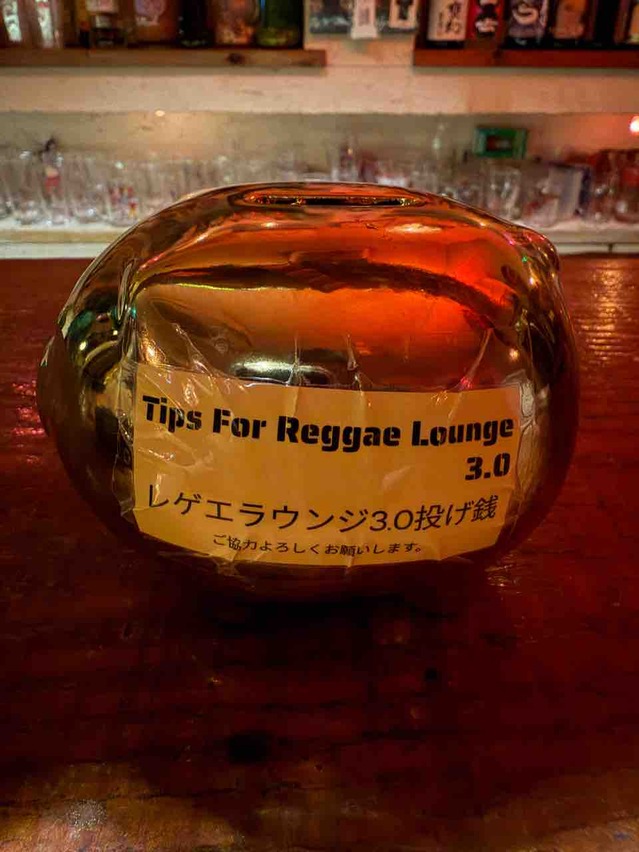 Tips For Reggae Lounge
3.0
レゲエラウンジ3.0投げ銭
ご協力よろしくお願いします。